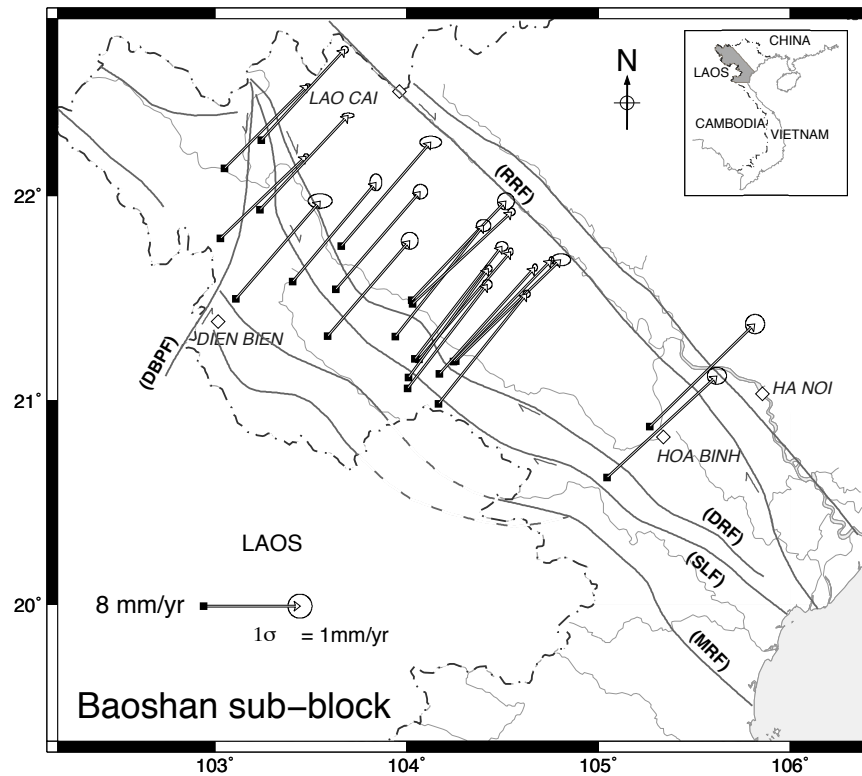 CHINA
N
LAOS
LAO CAI
CAMBODIA
VIETNAM
(RRF)
22°
DIEN BIEN
(DBPF)
21°
HA NOI
HOA BINH
(DRF)
LAOS
(SLF)
8 mm/yr
20°
1σ = 1mm/yr
(MRF)
Baoshan sub-block
103° 104° 105° 106°